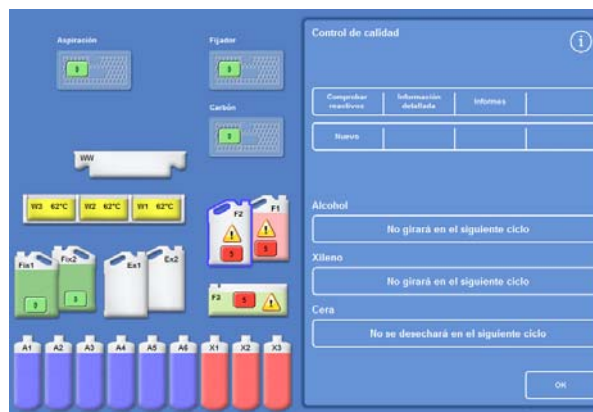 Aspiración
Fijador
Carbón
WW
W3 62°C
W2 62°C
W1 62°C
F2
F1
5
5
Fix1
Fix2
Ex1
Ex2
F3
5
A1
A2
A3
A4
A5
A6
X1
X2
X3
Control de calidad
i
Comprobar reactivos
Información detallada
Informes
Nuevo
Alcohol
No girará en el siguiente ciclo
Xileno
No girará en el siguiente ciclo
Cera
No se desechará en el siguiente ciclo
OK